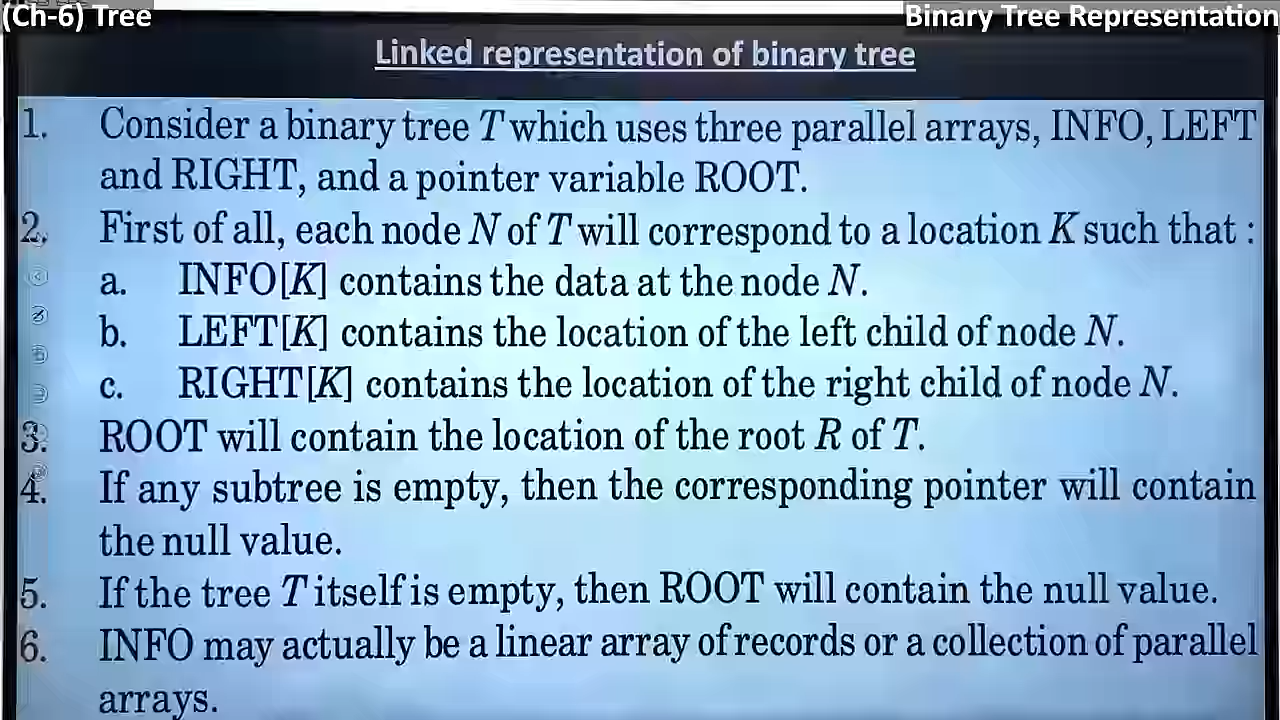 (Ch-6) Tree
Binary Tree Representation
Linked representation of binary tree
1. Consider a binary tree T which uses three parallel arrays, INFO, LEFT
and RIGHT, and a pointer variable ROOT.
2. First of all, each node N of T will correspond to a location K such that :
a. INFO[K] contains the data at the node N.
b. LEFT[K] contains the location of the left child of node N.
c. RIGHT[K] contains the location of the right child of node N.
3. ROOT will contain the location of the root R of T.
4. If any subtree is empty, then the corresponding pointer will contain
the null value.
5. If the tree T itself is empty, then ROOT will contain the null value.
6. INFO may actually be a linear array of records or a collection of parallel
arrays.